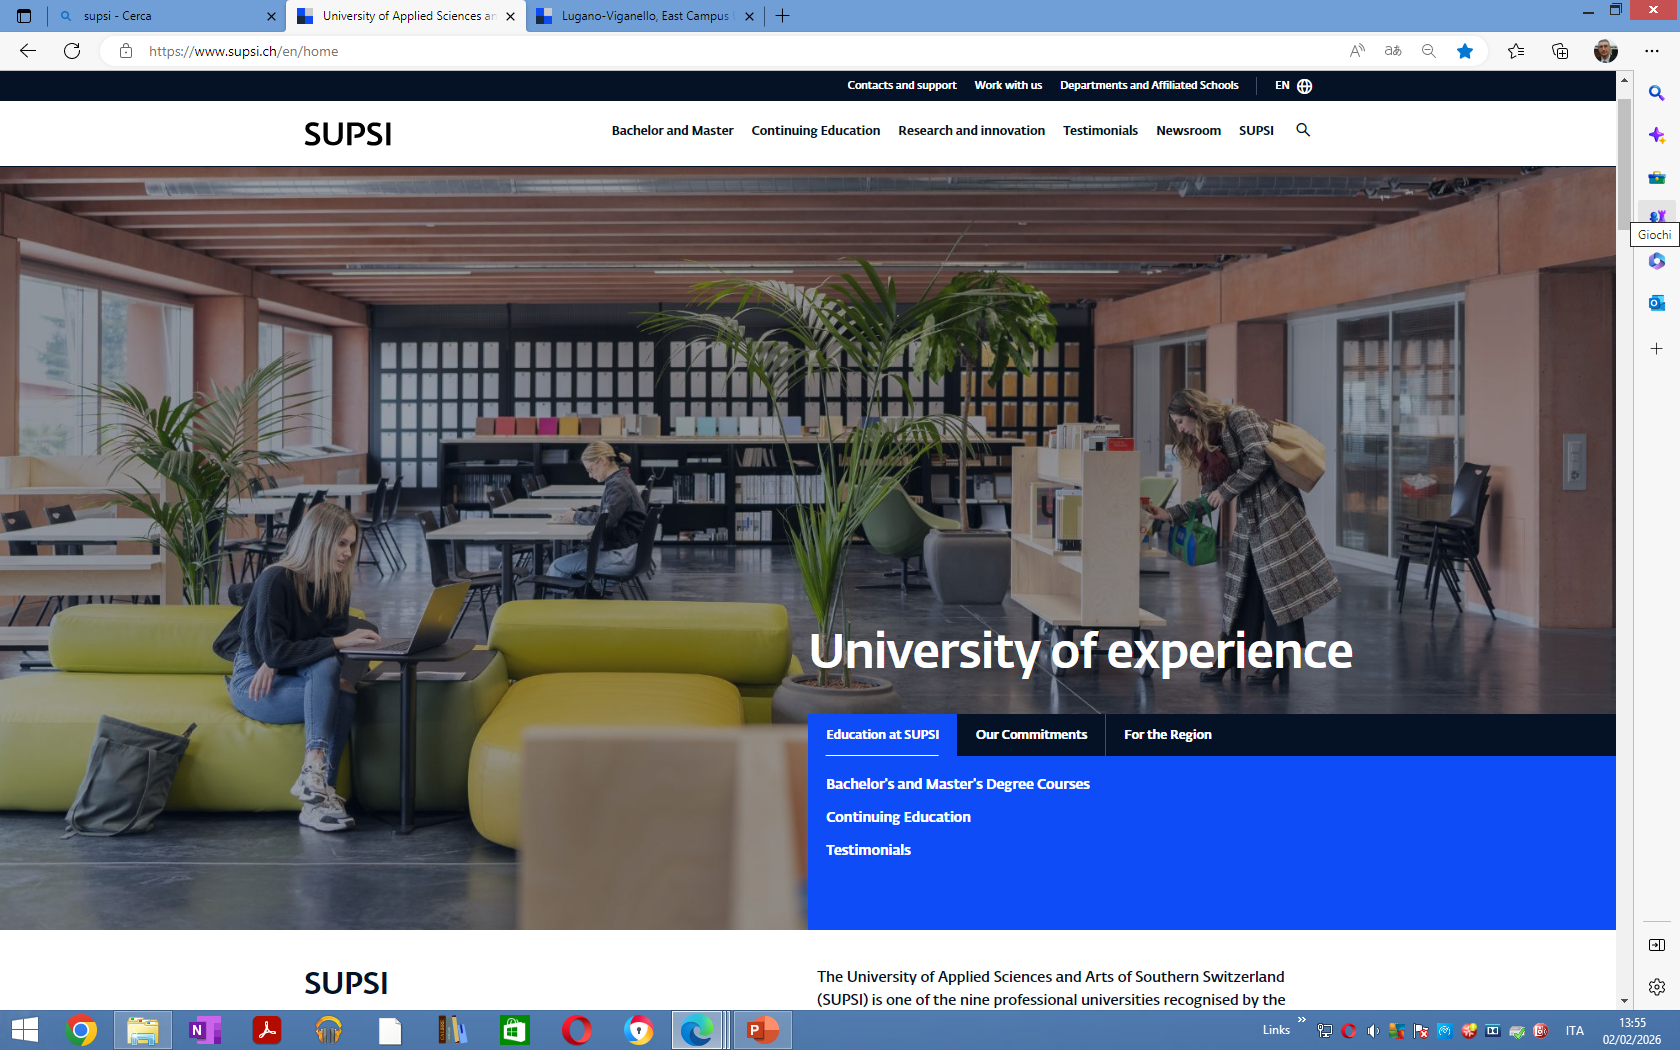 supsi - Cerca
University of Applied Sciences an
Lugano-Viganello, East Campus
https://www.supsi.ch/en/home
Contacts and support
Work with us
Departments and Affiliated Schools
EN
SUPSI
Bachelor and Master
Continuing Education
Research and innovation
Testimonials
Newsroom
SUPSI
Giochi
University of experience
Education at SUPSI
Our Commitments
For the Region
Bachelor's and Master's Degree Courses
Continuing Education
Testimonials
SUPSI
The University of Applied Sciences and Arts of Southern Switzerland
(SUPSI) is one of the nine professional universities recognised by the
Links
ITA
13:55
02/02/2026